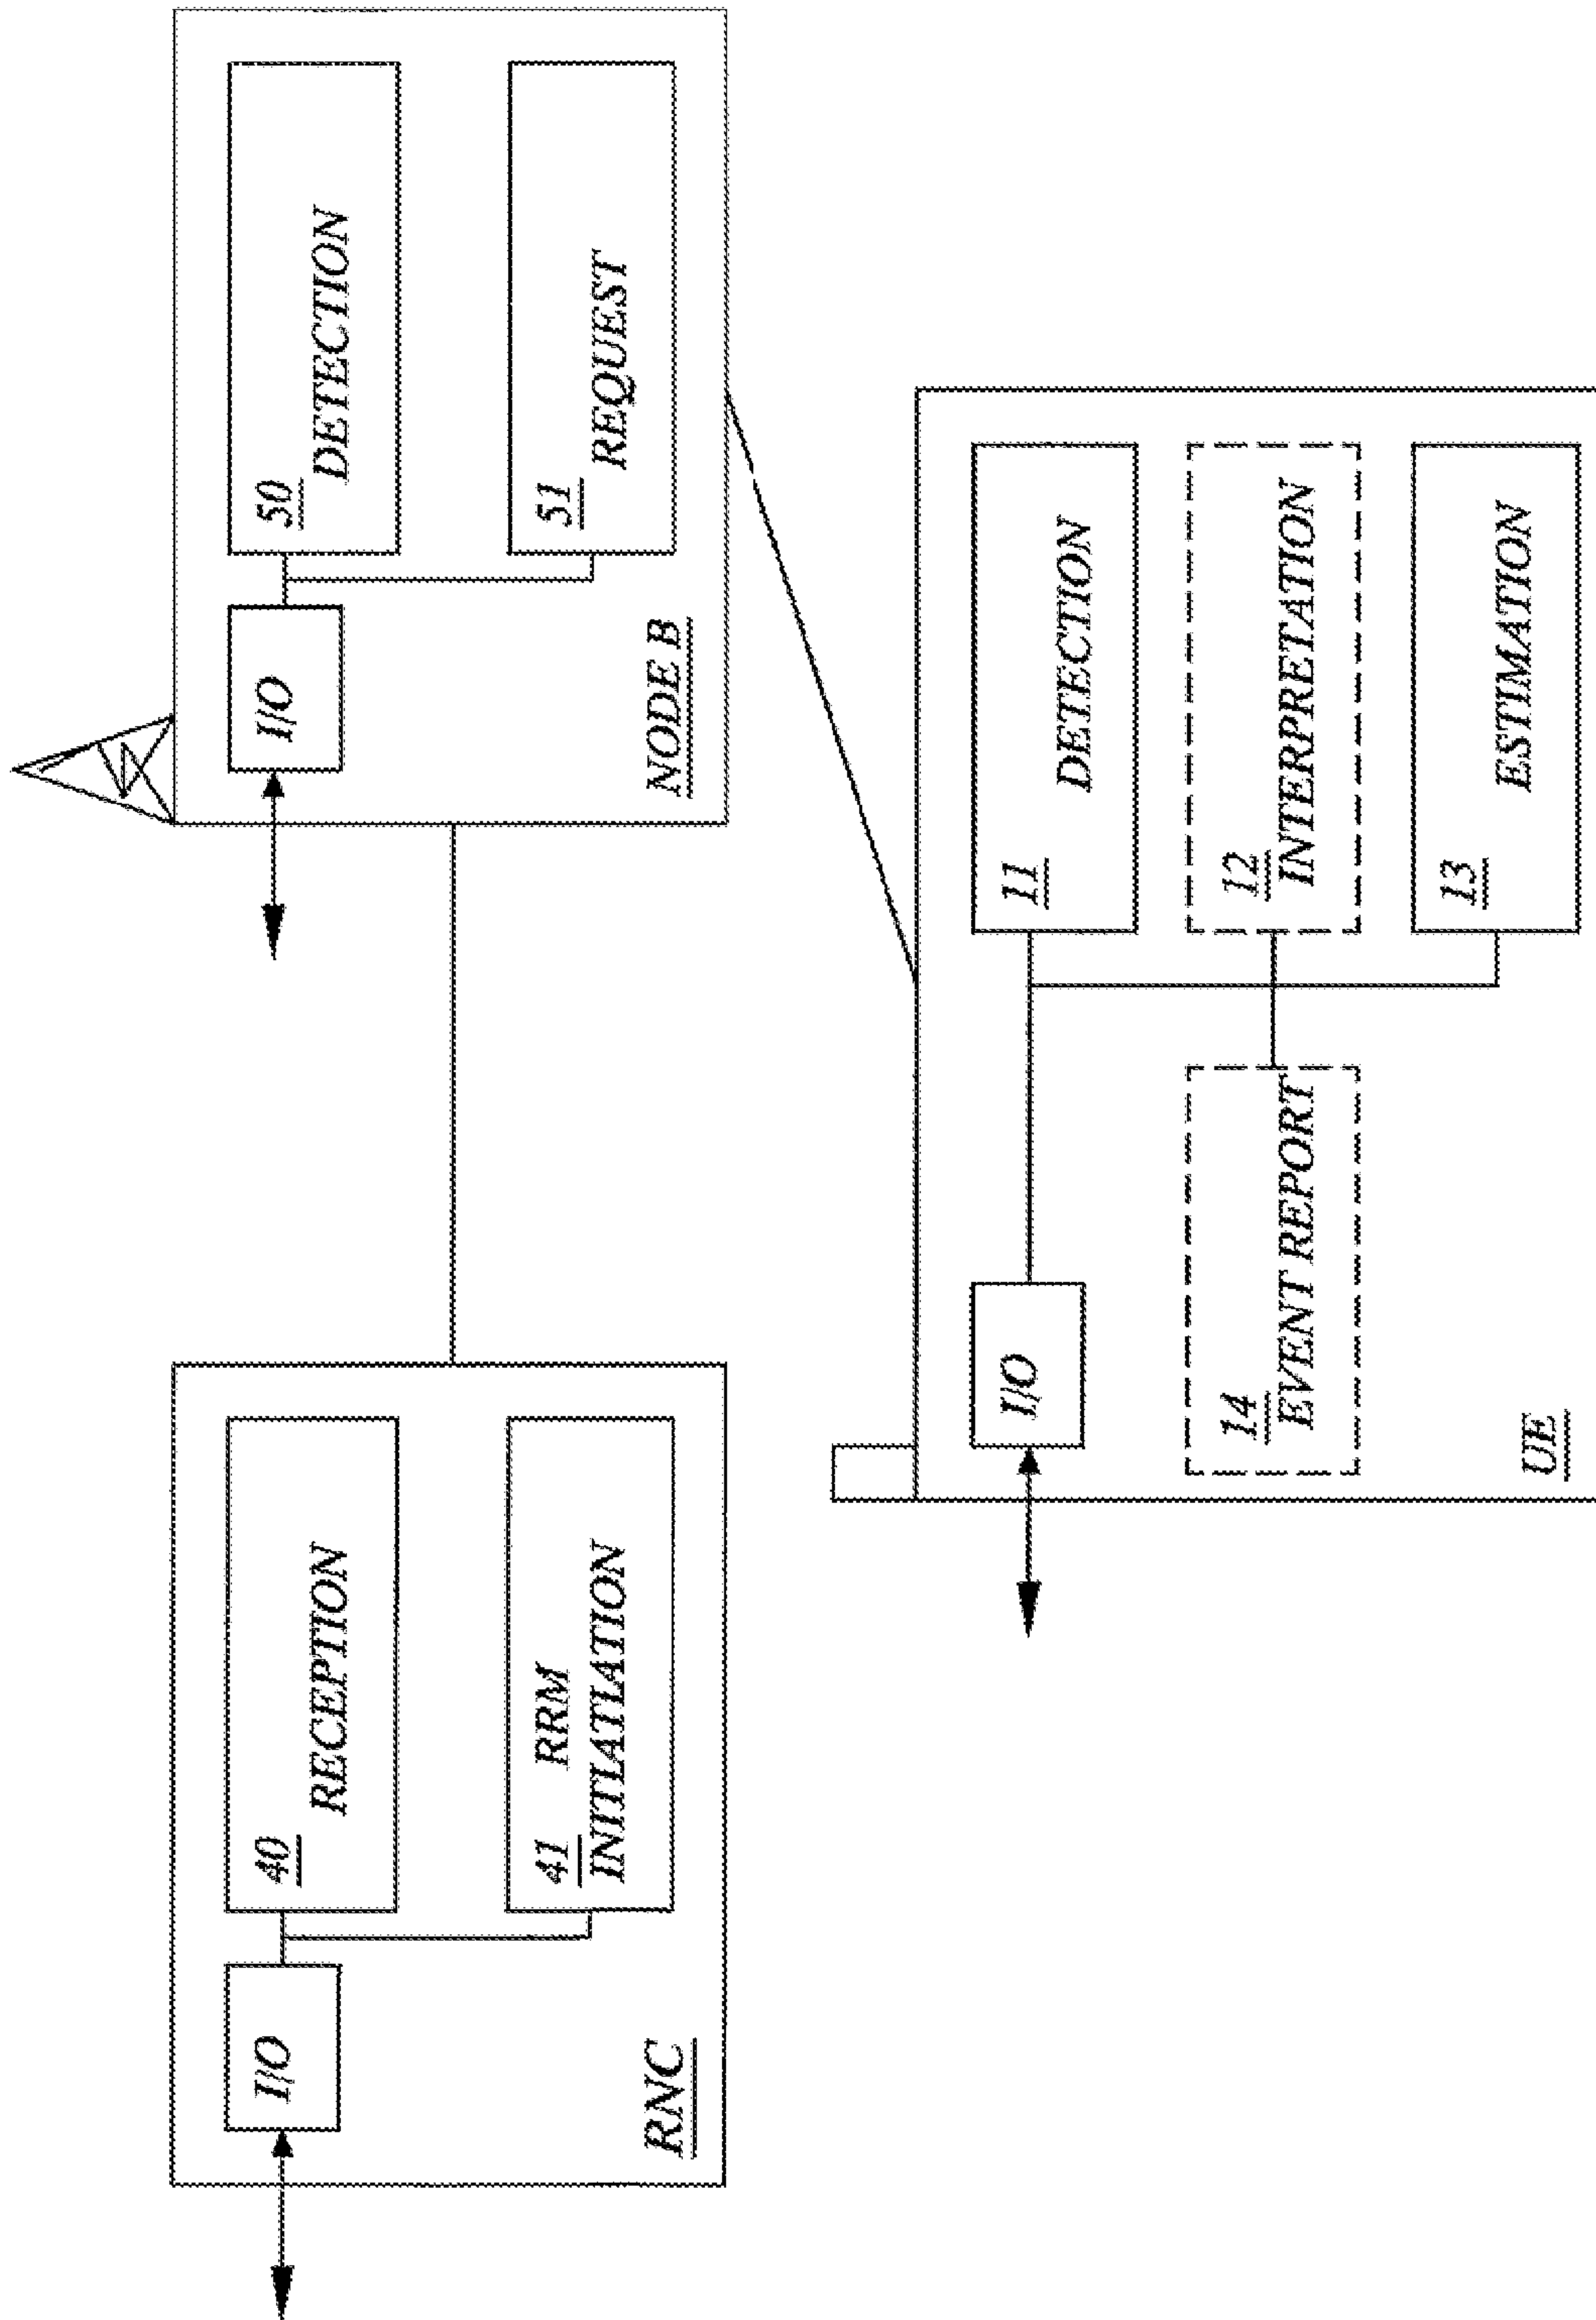 I/O
40
RECEPTION
41 RRM
INITIATLATION
RNC
I/O
50
DETECTION
51
REQUEST
NODE B
I/O
11
DETECTION
12
INTERPRETATION
13
ESTIMATION
14
EVENT REPORT
UE